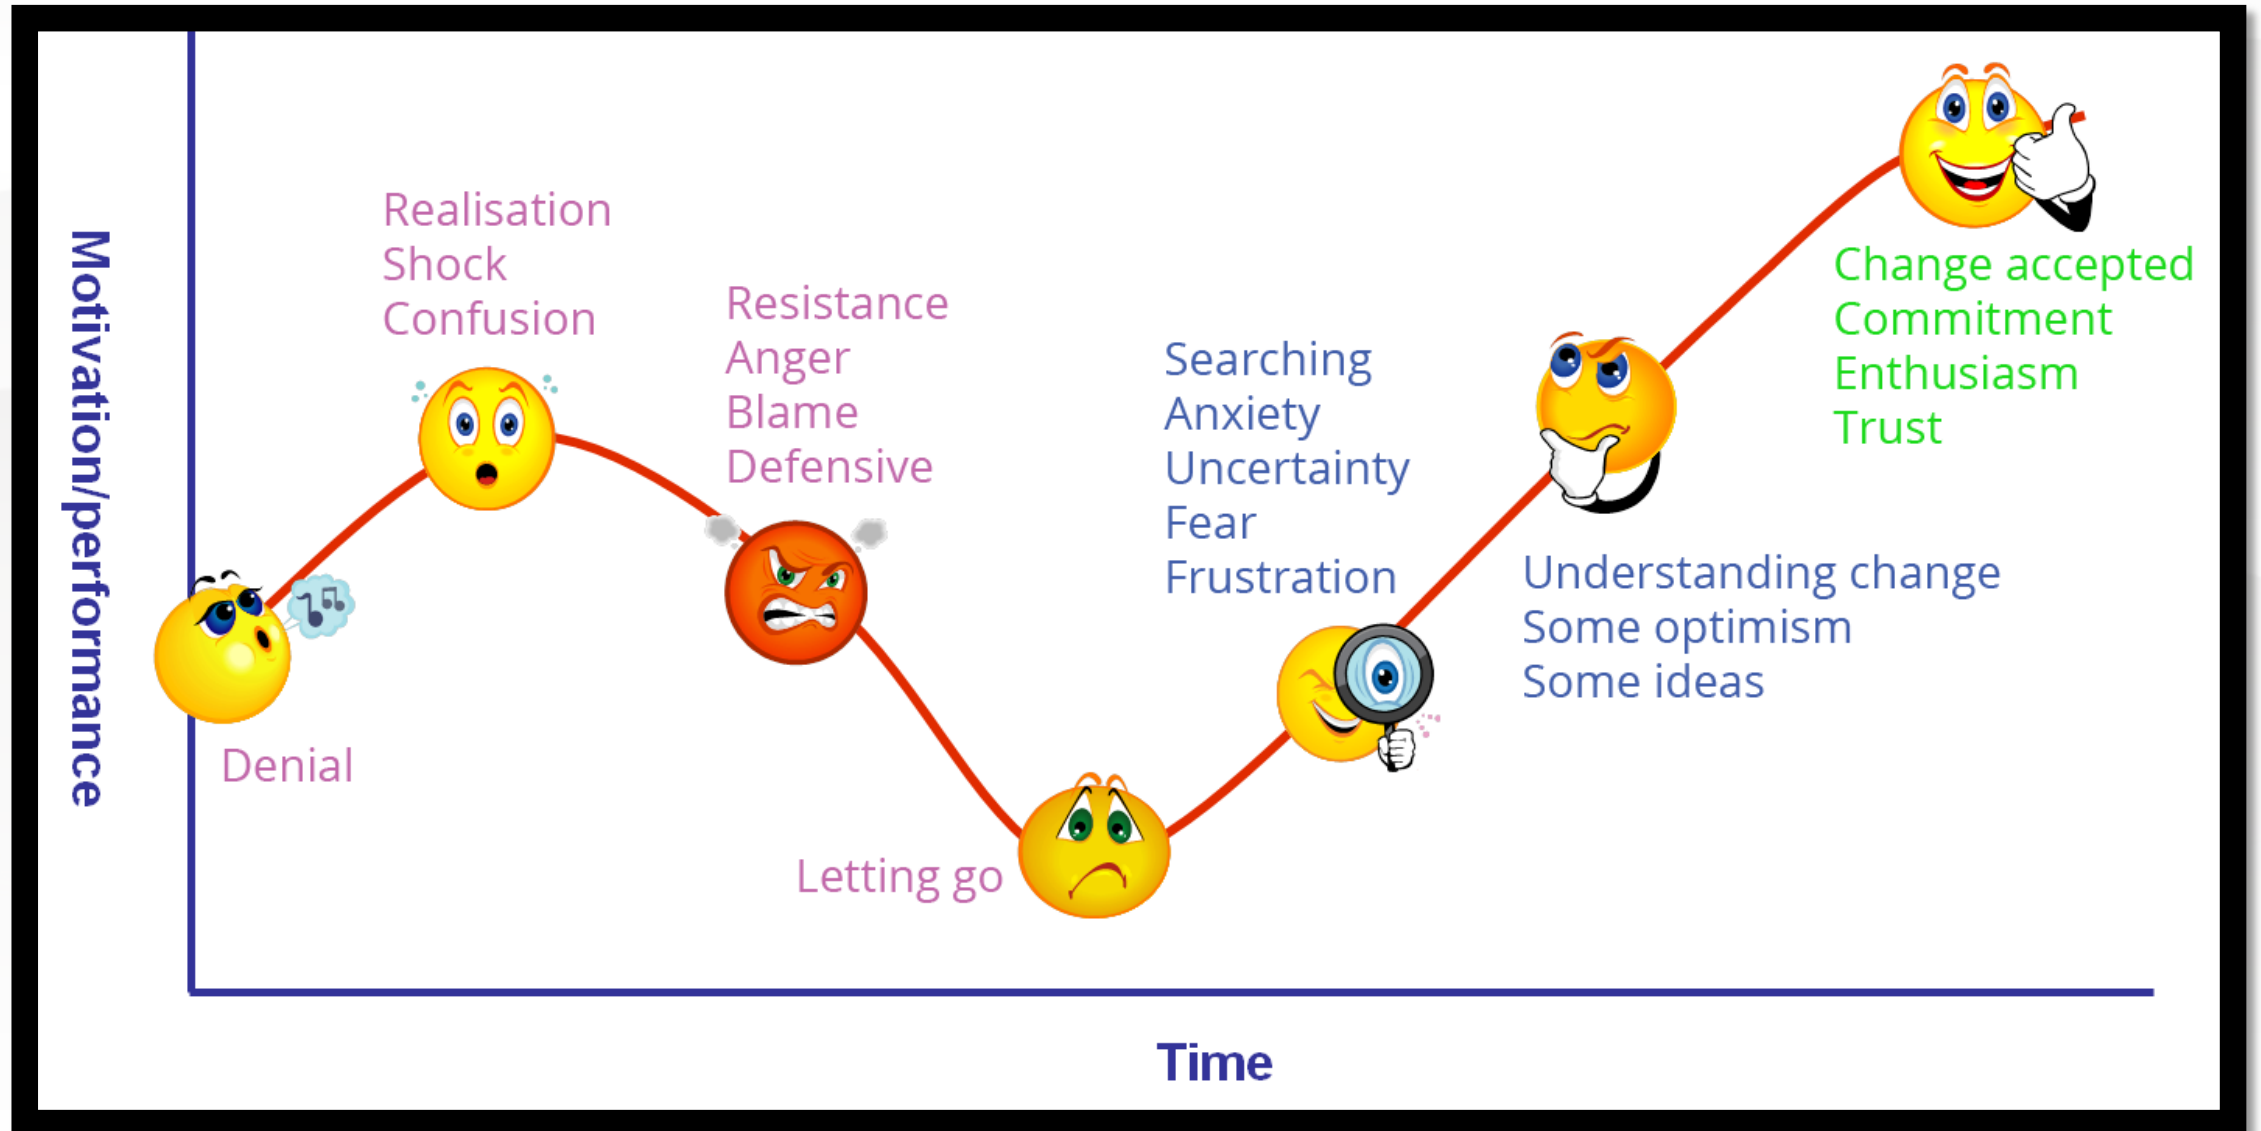 Motivation/performance
Denial
Realisation
Shock
Confusion
Resistance
Anger
Blame
Defensive
Letting go
Searching
Anxiety
Uncertainty
Fear
Frustration
Understanding change
Some optimism
Some ideas
Change accepted
Commitment
Enthusiasm
Trust
Time